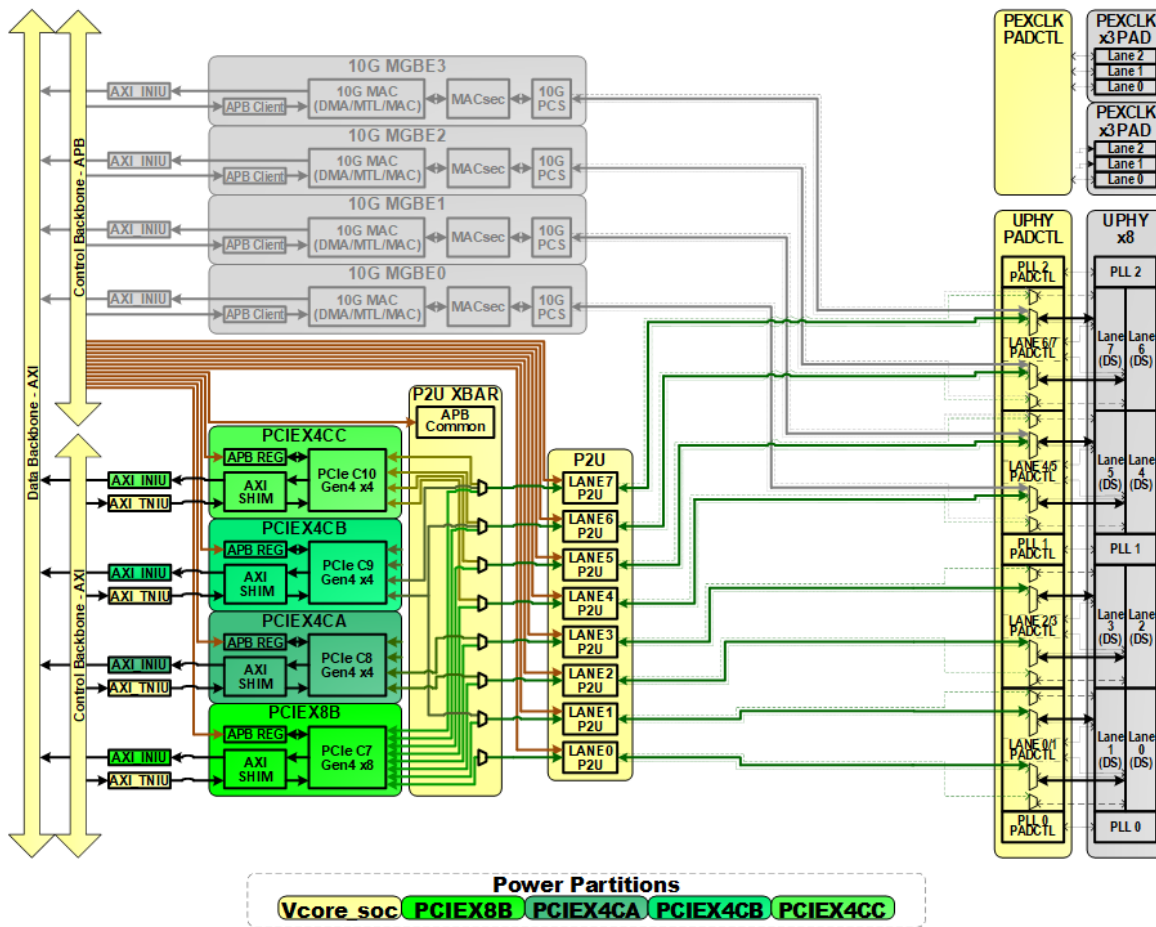 Data Backbone - AXI
Control Backbone - APB
Control Backbone - AXI
10G MGBE3
AXI_INIU
APB Client
10G MAC
(DMA/MTL/MAC)
MACsec
10G
PCS
10G MGBE2
AXI_INIU
APB Client
10G MAC
(DMA/MTL/MAC)
MACsec
10G
PCS
10G MGBE1
AXI_INIU
APB Client
10G MAC
(DMA/MTL/MAC)
MACsec
10G
PCS
10G MGBE0
AXI_INIU
APB Client
10G MAC
(DMA/MTL/MAC)
MACsec
10G
PCS
P2U XBAR
APB
Common
PCIEX4CC
APB REG
AXI
SHIM
PCIe C10
Gen4 x4
AXI_INIU
AXI_TNIU
PCIEX4CB
APB REG
AXI
SHIM
PCIe C9
Gen4 x4
AXI_INIU
AXI_TNIU
PCIEX4CA
APB REG
AXI
SHIM
PCIe C8
Gen4 x4
AXI_INIU
AXI_TNIU
PCIEX8B
APB REG
AXI
SHIM
PCIe C7
Gen4 x8
AXI_INIU
AXI_TNIU
P2U
LANE7
P2U
LANE6
P2U
LANE5
P2U
LANE4
P2U
LANE3
P2U
LANE2
P2U
LANE1
P2U
LANE0
P2U
PEXCLK
PADCTL
PEXCLK
x3PAD
Lane 2
Lane 1
Lane 0
PEXCLK
x3PAD
Lane 2
Lane 1
Lane 0
UPHY
PADCTL
PLL 2
PADCTL
LANE 6/7
PADCTL
LANE 4/5
PADCTL
PLL 1
PADCTL
LANE 2/3
PADCTL
LANE 0/1
PADCTL
PLL 0
PADCTL
UPHY
x8
PLL 2
Lane
7
(DS)
Lane
6
(DS)
Lane
5
(DS)
Lane
4
(DS)
PLL 1
Lane
3
(DS)
Lane
2
(DS)
Lane
1
(DS)
Lane
0
(DS)
PLL 0
Power Partitions
Vcore_soc PCIEX8B PCIEX4CA PCIEX4CB PCIEX4CC